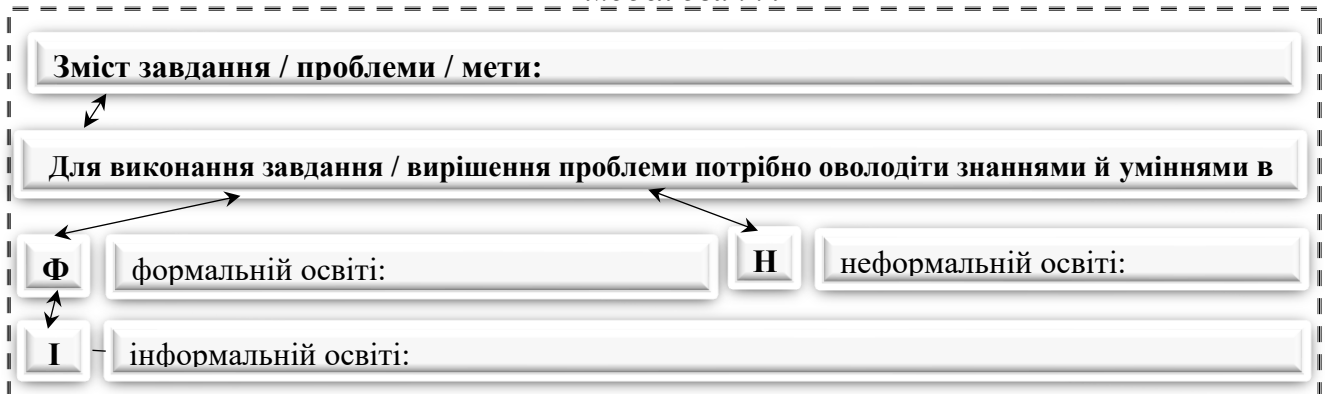 Зміст завдання / проблеми / мети:
Для виконання завдання / вирішення проблеми потрібно оволодіти знаннями й уміннями в
Ф формальній освіті: Н неформальній освіті:
І інформальній освіті: